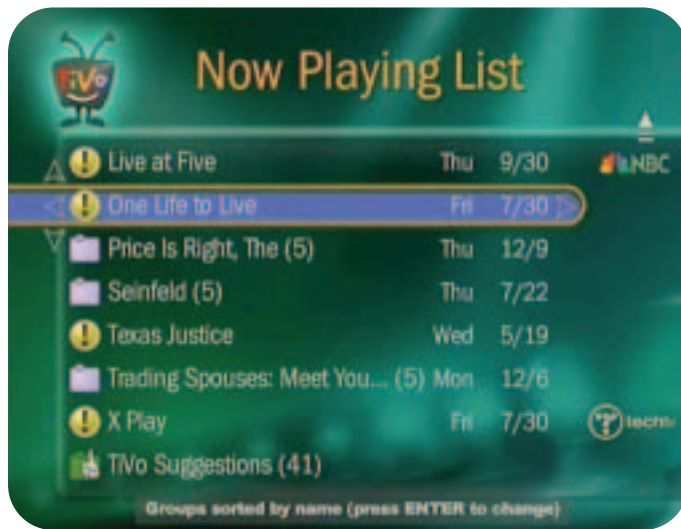 TiVo
Now Playing List
Live at Five Thu 9/30 NBC
One Life to Live Fri 7/30
Price Is Right, The (5) Thu 12/9
Seinfeld (5) Thu 7/22
Texas Justice Wed 5/19
Trading Spouses: Meet You... (5) Mon 12/6
X Play Fri 7/30 techtv
TiVo Suggestions (41)
Groups sorted by name (press ENTER to change)